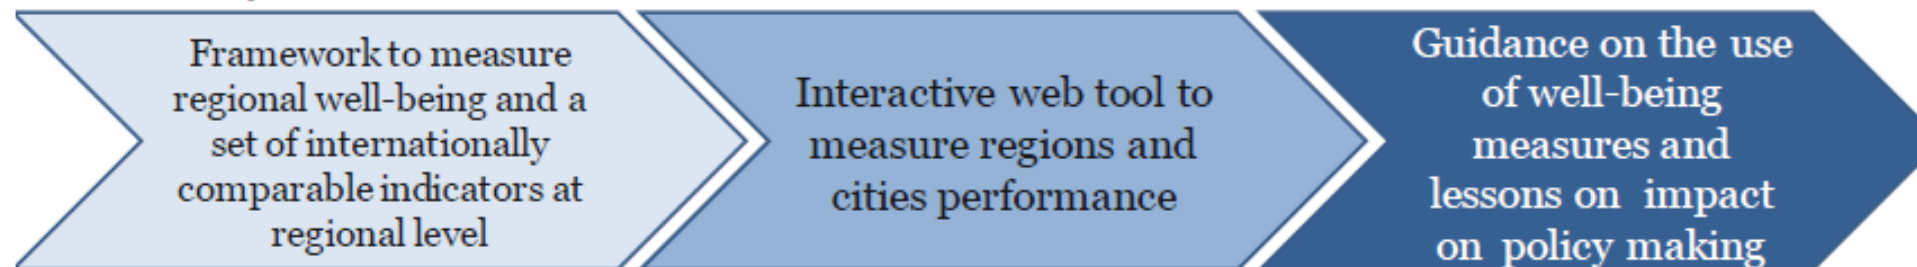 Framework to measure
regional well-being and a
set of internationally
comparable indicators at
regional level
Interactive web tool to
measure regions and
cities performance
Guidance on the use
of well-being
measures and
lessons on impact
on policy making